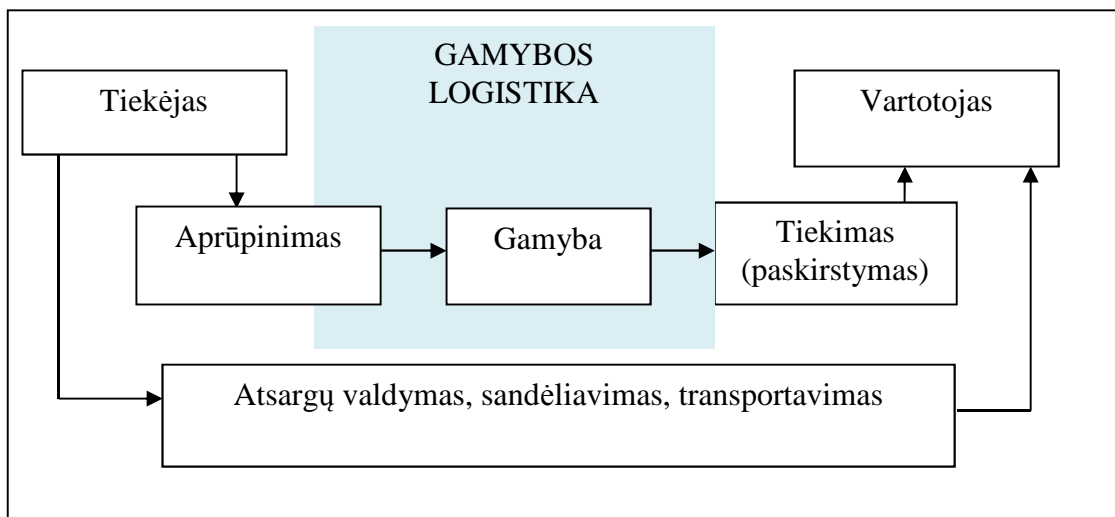 GAMYBOS
LOGISTIKA
Tiekėjas
Vartotojas
Aprūpinimas
Gamyba
Tiekimas
(paskirstymas)
Atsargų valdymas, sandėliavimas, transportavimas